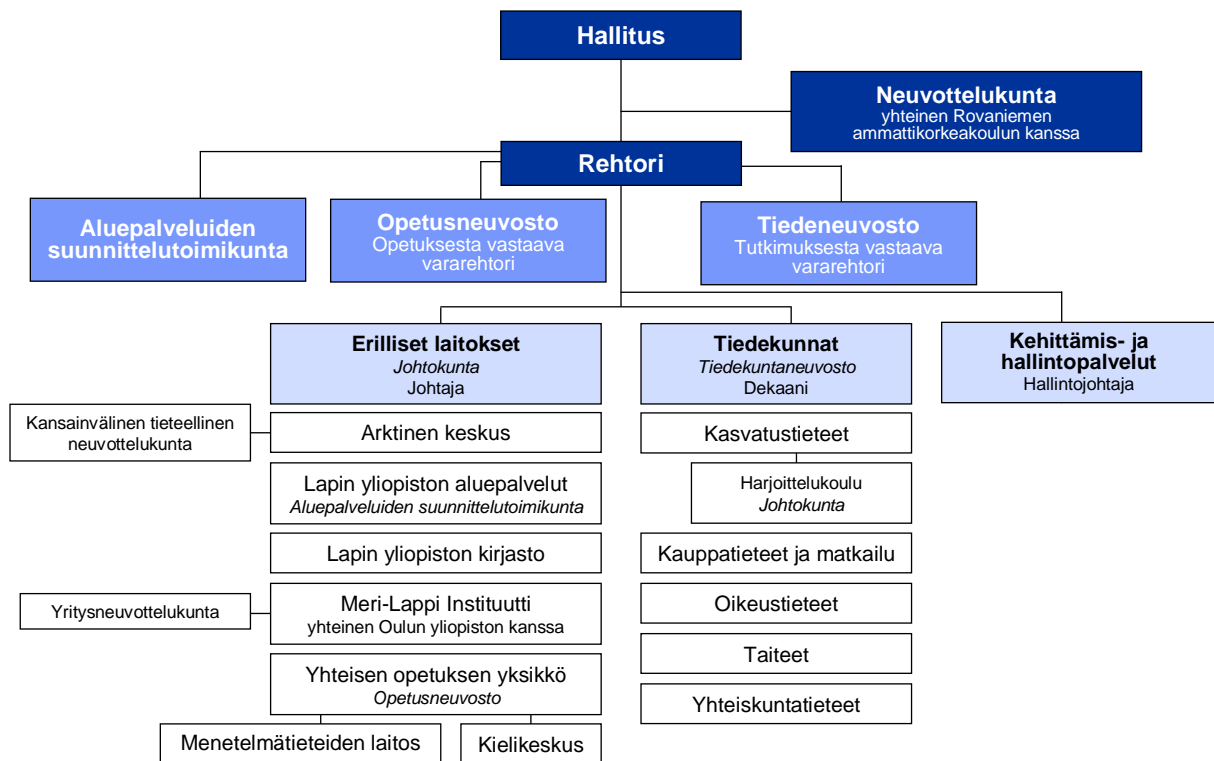 Hallitus
Neuvottelukunta
yhteinen Rovaniemen
ammattikorkeakoulun kanssa
Rehtori
Aluepalveluiden
suunnittelutoimikunta
Opetusneuvosto
Opetuksesta vastaava
vararehtori
Tiedeneuvosto
Tutkimuksesta vastaava
vararehtori
Erilliset laitokset
Johtokunta
Johtaja
Tiedekunnat
Tiedekuntaneuvosto
Dekaani
Kehittämis- ja
hallintopalvelut
Hallintojohtaja
Kansainvälinen tieteellinen
neuvottelukunta
Arktinen keskus
Lapin yliopiston aluepalvelut
Aluepalveluiden suunnittelutoimikunta
Lapin yliopiston kirjasto
Yritysneuvottelukunta
Meri-Lappi Instituutti
yhteinen Oulun yliopiston kanssa
Yhteisen opetuksen yksikkö
Opetusneuvosto
Menetelmätieteiden laitos
Kielikeskus
Kasvatustieteet
Harjoittelukoulu
Johtokunta
Kauppatieteet ja matkailu
Oikeustieteet
Taiteet
Yhteiskuntatieteet